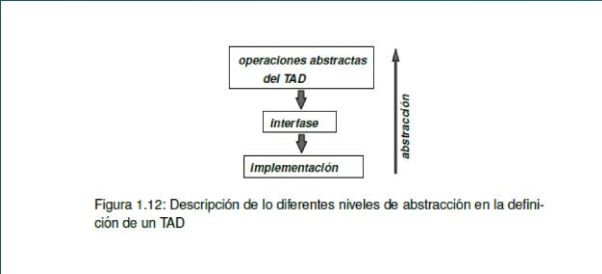 operaciones abstractas
del TAD
interfase
implementación
abstracción
Figura 1.12: Descripción de lo diferentes niveles de abstracción en la defini-
ción de un TAD